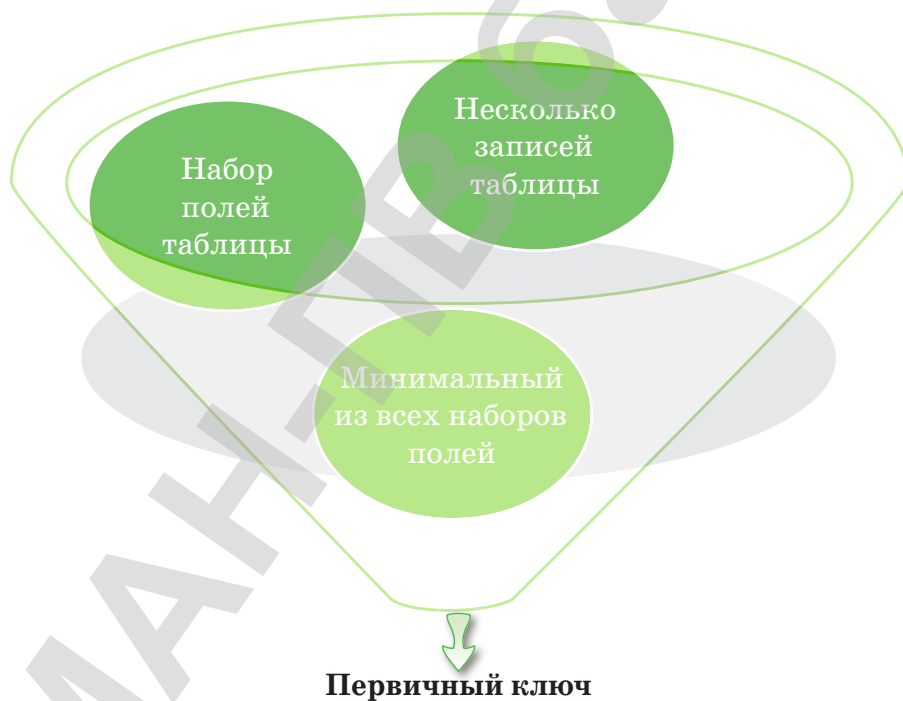 Несколько
записей
таблицы
Набор
полей
таблицы
Минимальный
из всех наборов
полей
Первичный ключ